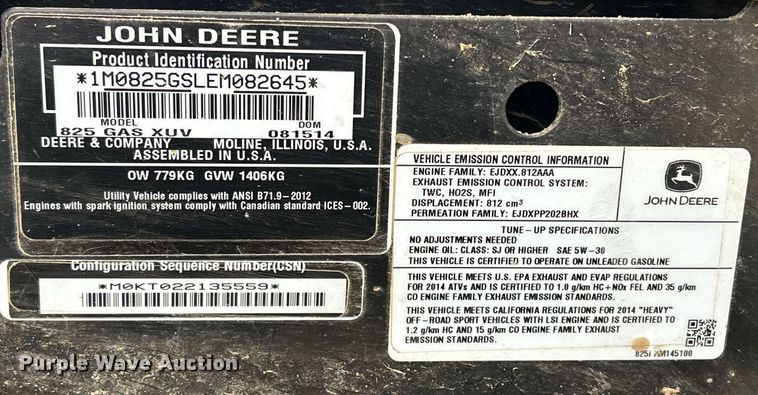 JOHN DEERE
Product Identification Number
*1M0825GSLEM082645*
MODEL DOM
825 GAS XUV 081514
DEERE & COMPANY MOLINE, ILLINOIS, U.S.A.
ASSEMBLED IN U.S.A.
OW 779KG GVW 1406KG
Utility Vehicle complies with ANSI B71.9-2012
Engines with spark ignition system comply with Canadian standard ICES-002.
Configuration Sequence Number(CSN)
*M0KT022135559*
VEHICLE EMISSION CONTROL INFORMATION
ENGINE FAMILY: EJDXX.812AAA
EXHAUST EMISSION CONTROL SYSTEM:
TWC, HO2S, MFI
DISPLACEMENT: 812 cm³
PERMEATION FAMILY: EJDXPP202BHX
JOHN DEERE
TUNE-UP SPECIFICATIONS
NO ADJUSTMENTS NEEDED
ENGINE OIL: CLASS: SJ OR HIGHER SAE 5W-30
THIS VEHICLE IS CERTIFIED TO OPERATE ON UNLEADED GASOLINE
THIS VEHICLE MEETS U.S. EPA EXHAUST AND EVAP REGULATIONS
FOR 2014 ATVs AND IS CERTIFIED TO 1.0 g/km HC+NOx FEL AND 35 g/km
CO ENGINE FAMILY EXHAUST EMISSION STANDARDS.
THIS VEHICLE MEETS CALIFORNIA REGULATIONS FOR 2014 "HEAVY"
OFF-ROAD SPORT VEHICLES WITH LSI ENGINE AND IS CERTIFIED TO
1.2 g/km HC AND 15 g/km CO ENGINE FAMILY EXHAUST
EMISSION STANDARDS.
Purple Wave Auction